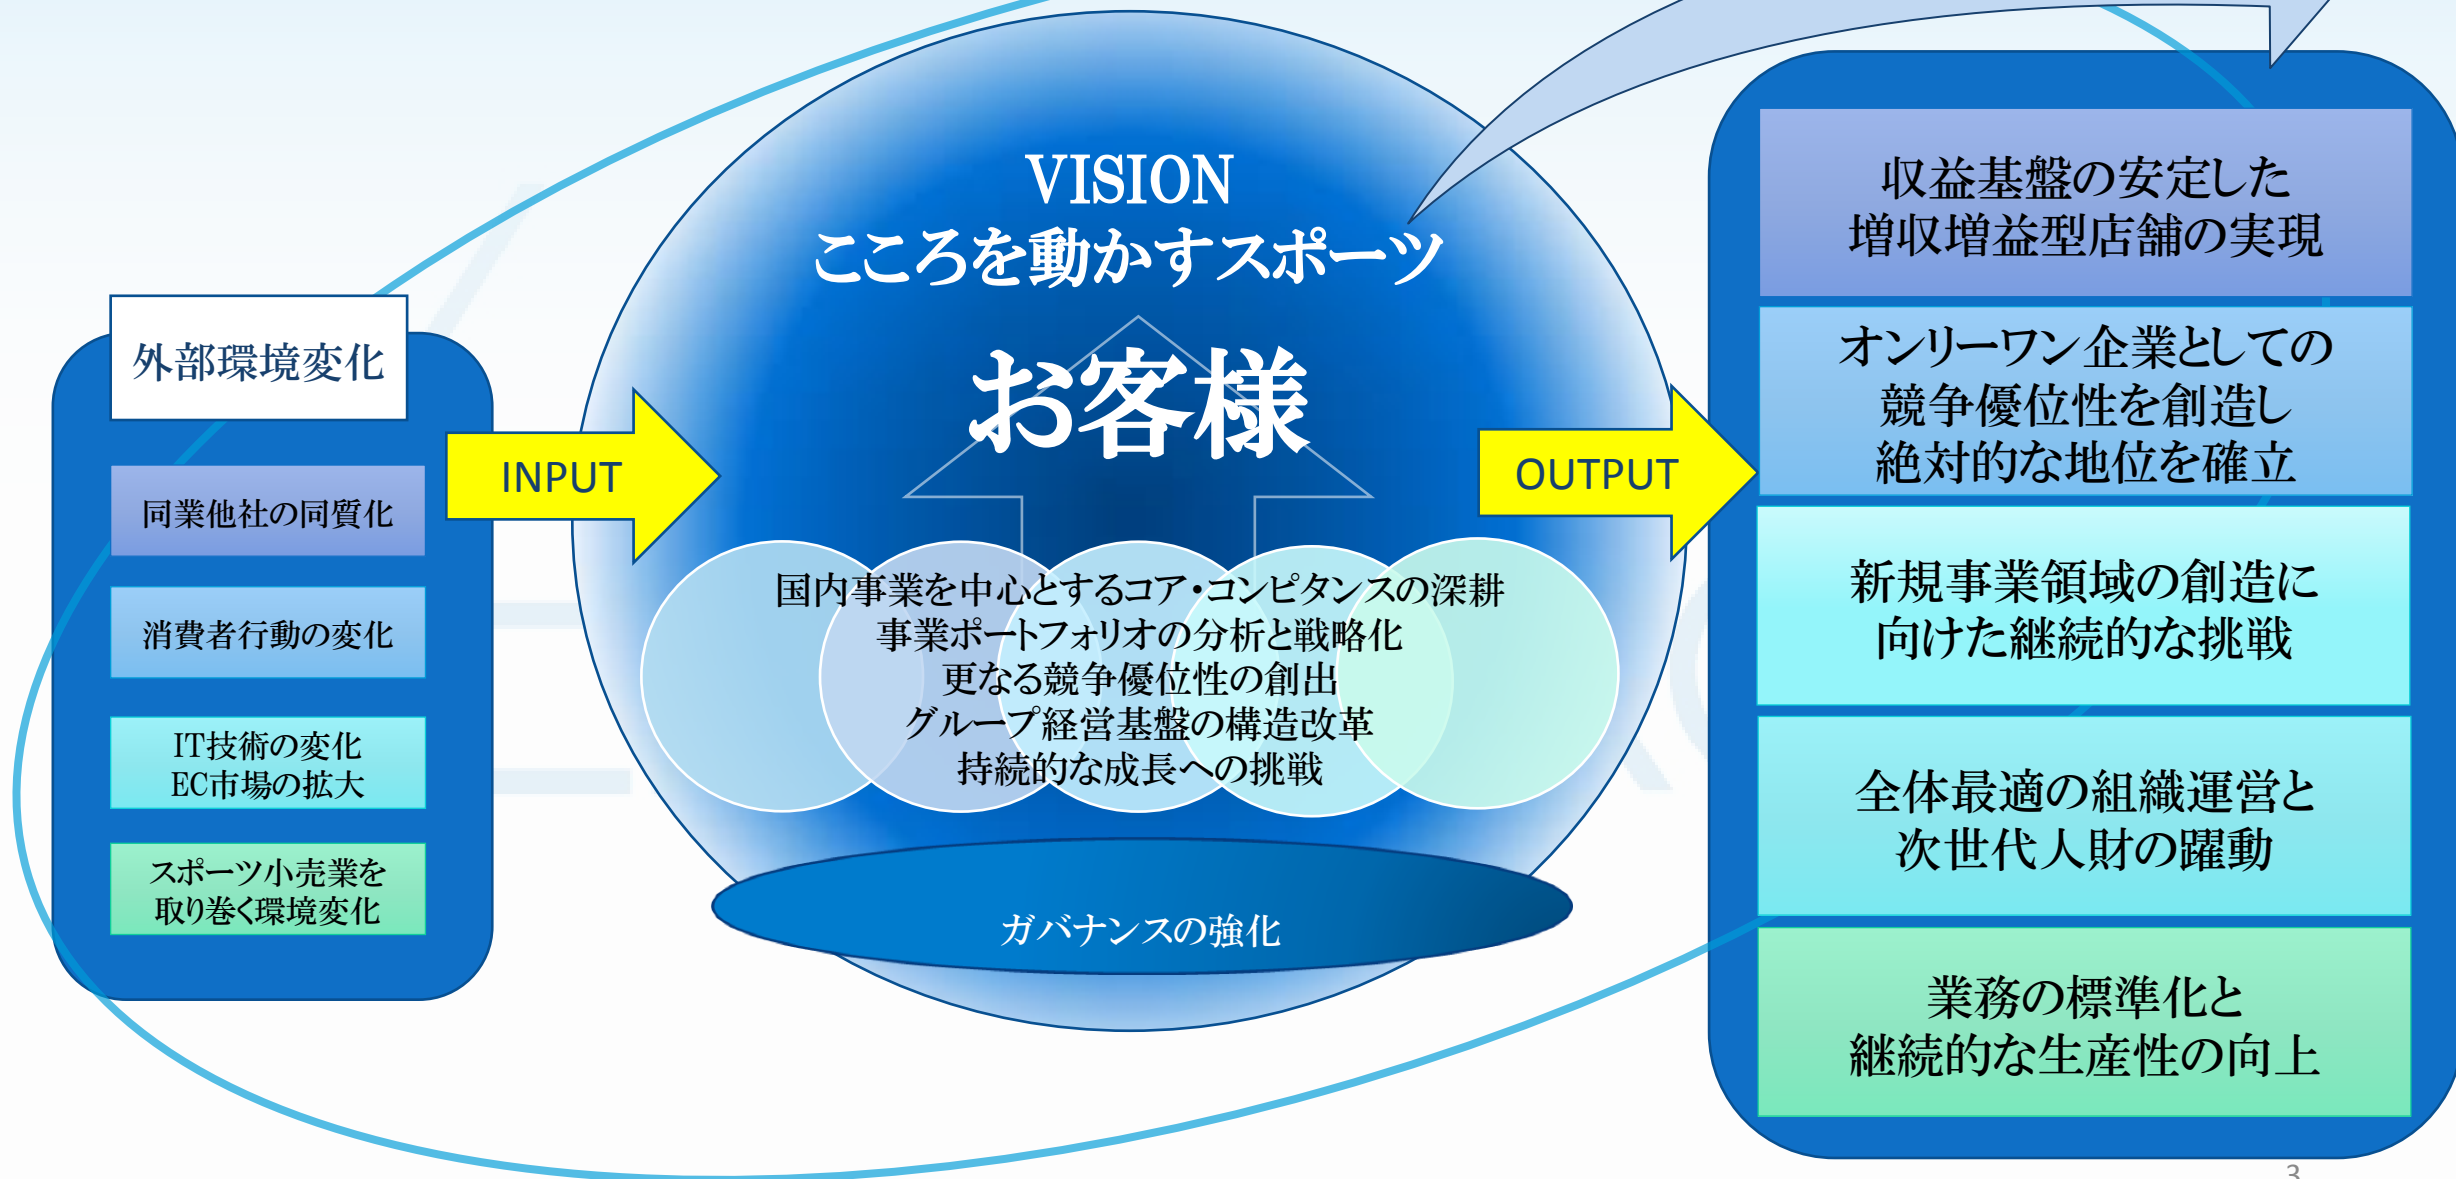 外部環境変化
同業他社の同質化
消費者行動の変化
IT技術の変化
EC市場の拡大
スポーツ小売業を
取り巻く環境変化
INPUT
VISION
こころを動かすスポーツ
お客様
国内事業を中心とするコア・コンピタンスの深耕
事業ポートフォリオの分析と戦略化
更なる競争優位性の創出
グループ経営基盤の構造改革
持続的な成長への挑戦
ガバナンスの強化
OUTPUT
収益基盤の安定した
増収増益型店舗の実現
オンリーワン企業としての
競争優位性を創造し
絶対的な地位を確立
新規事業領域の創造に
向けた継続的な挑戦
全体最適の組織運営と
次世代人財の躍動
業務の標準化と
継続的な生産性の向上
3